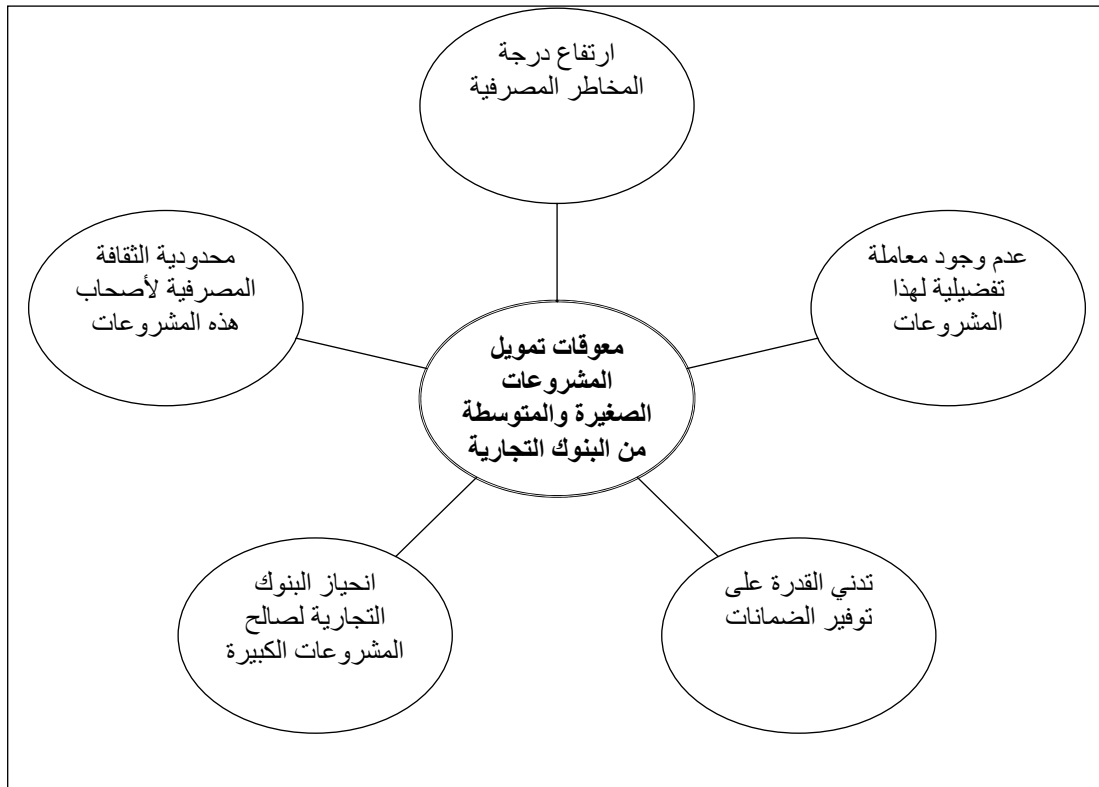 ارتفاع درجة
المخاطر المصرفية
عدم وجود معاملة
تفضيلية لهذا
المشروعات
محدودية الثقافة
المصرفية لأصحاب
هذه المشروعات
معوقات تمويل
المشروعات
الصغيرة والمتوسطة
من البنوك التجارية
تدني القدرة على
توفير الضمانات
انحياز البنوك
التجارية لصالح
المشروعات الكبيرة